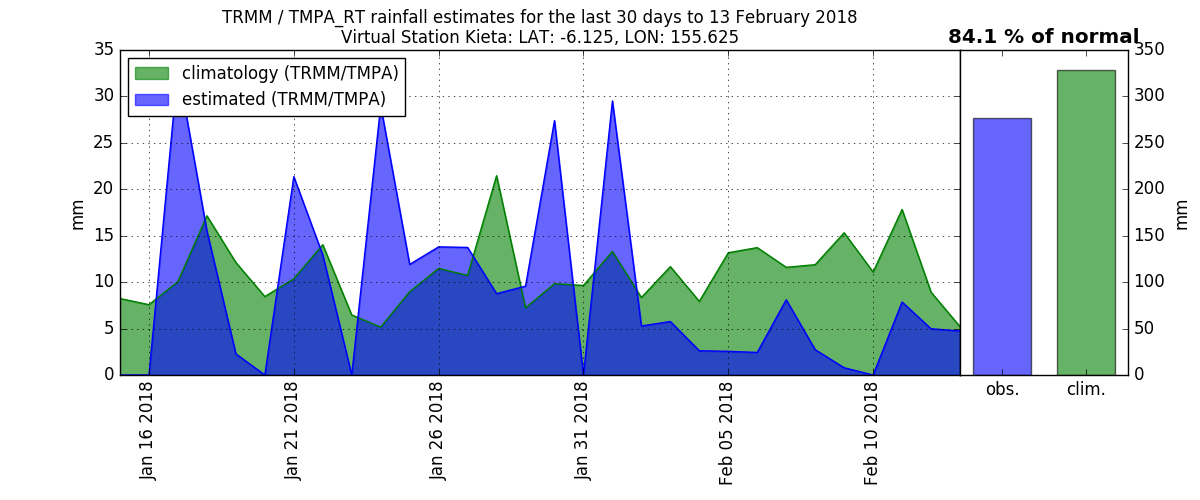 TRMM / TMPA_RT rainfall estimates for the last 30 days to 13 February 2018
Virtual Station Kieta: LAT: -6.125, LON: 155.625
84.1 % of normal
climatology (TRMM/TMPA)
estimated (TRMM/TMPA)
35
30
25
20
15
10
5
0
mm
Jan 16 2018
Jan 21 2018
Jan 26 2018
Jan 31 2018
Feb 05 2018
Feb 10 2018
obs.
clim.
350
300
250
200
150
100
50
0
mm